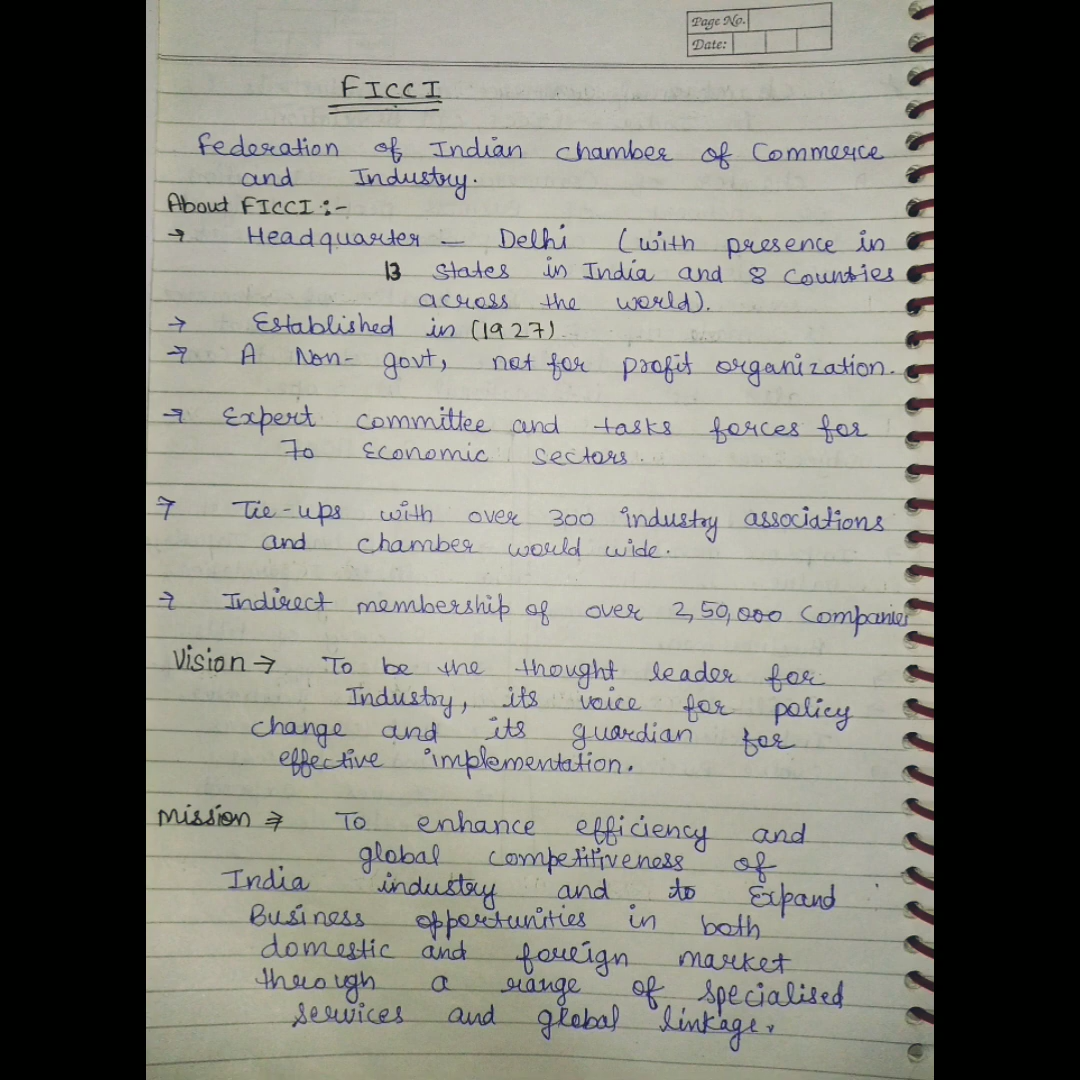 Page No.
Date:
FICCI
Federation of Indian Chamber of Commerce
and Industry.
About FICCI :-
→ Headquarter – Delhi (with presence in
13 states in India and 8 Countries
across the world).
→ Established in (1927)
→ A Non-govt, not for profit organization.
→ Expert committee and tasks forces for
70 Economic sectors.
→ Tie-ups with over 300 industry associations
and chamber world wide.
→ Indirect membership of over 2,50,000 Companies
Vision → To be the thought leader for
Industry, its voice for policy
change and its guardian for
effective implementation.
Mission ⇒ To enhance efficiency and
global competitiveness of
India industry and to Expand
Business opportunities in both
domestic and foreign market
through a range of specialised
services and global linkage.